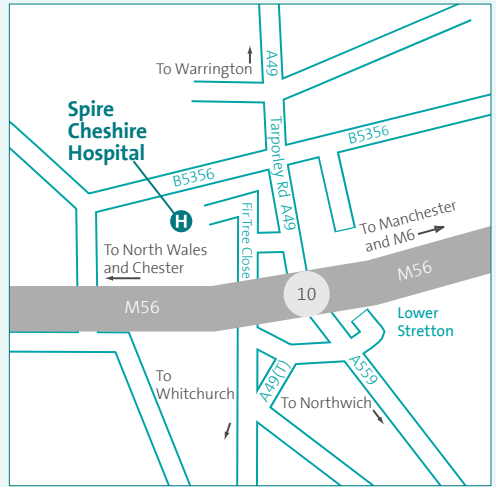 A49
To Warrington
Spire
Cheshire
Hospital
Tarporley Rd A49
B5356
B5356
H
Fir Tree Close
To Manchester
and M6
To North Wales
and Chester
M56
10
M56
Lower
Stretton
To
Whitchurch
A49(T)
A559
To Northwich